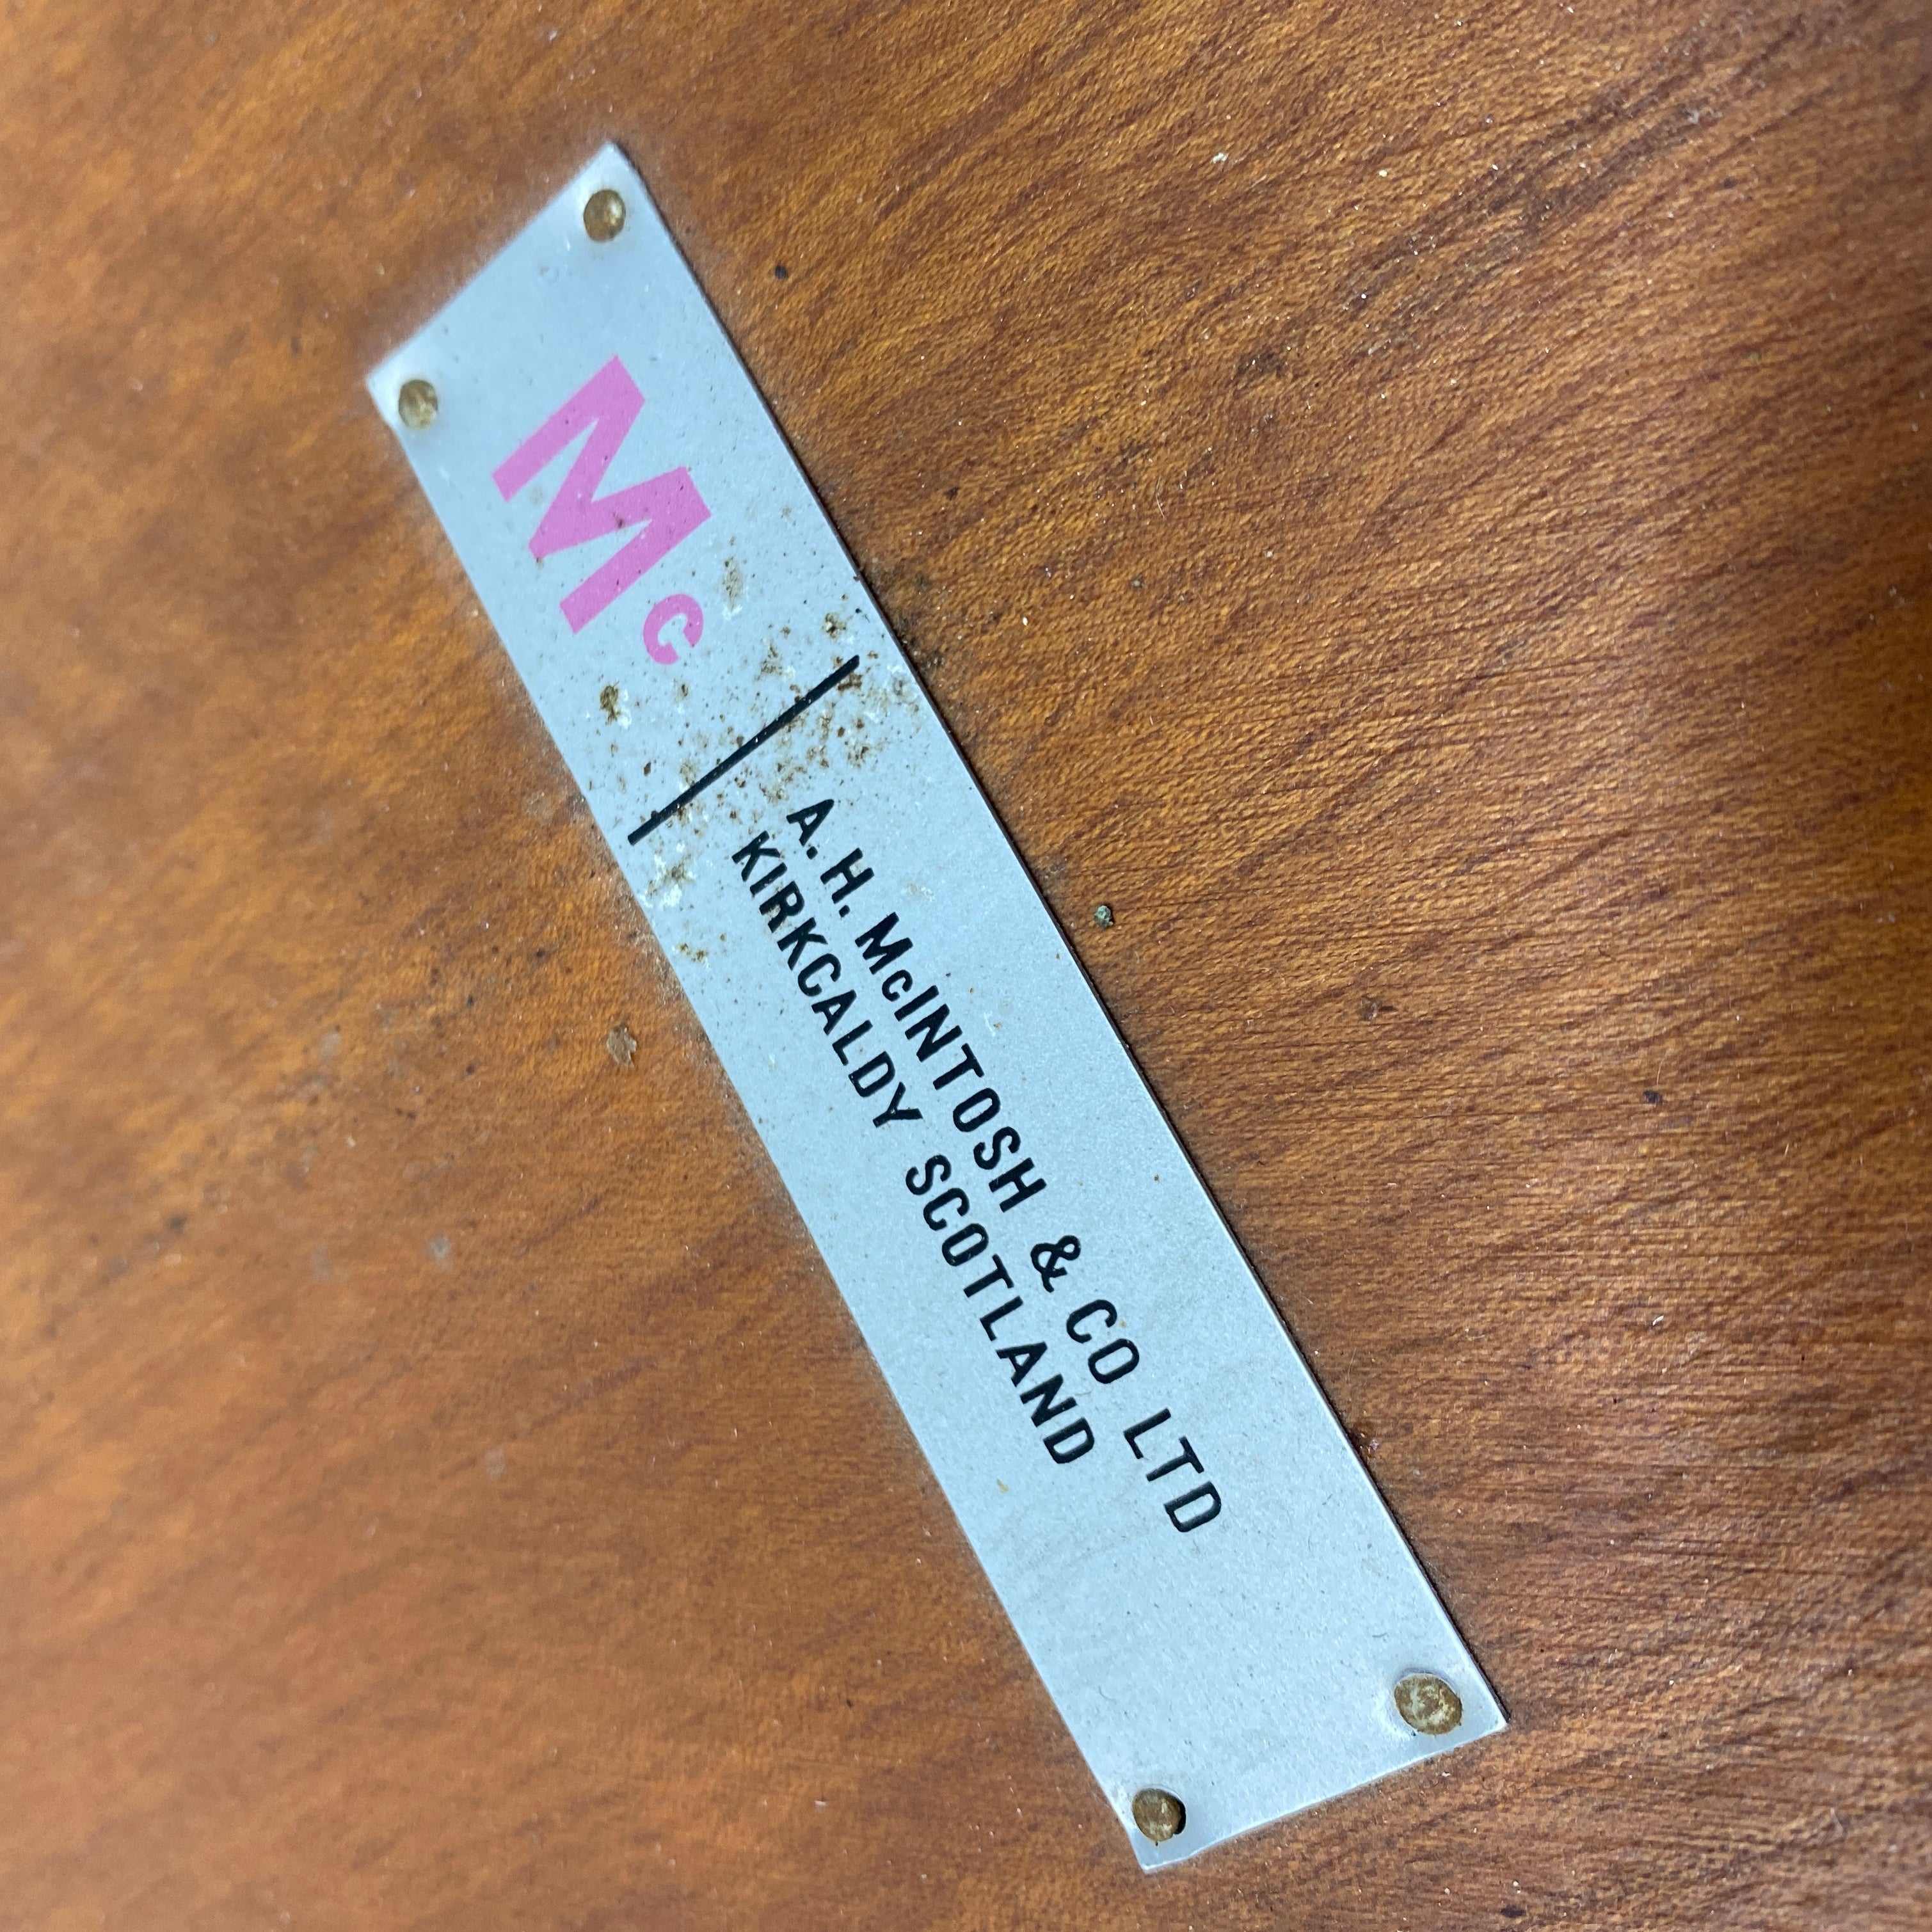 Mc
A. H. McINTOSH & CO LTD
KIRKCALDY SCOTLAND